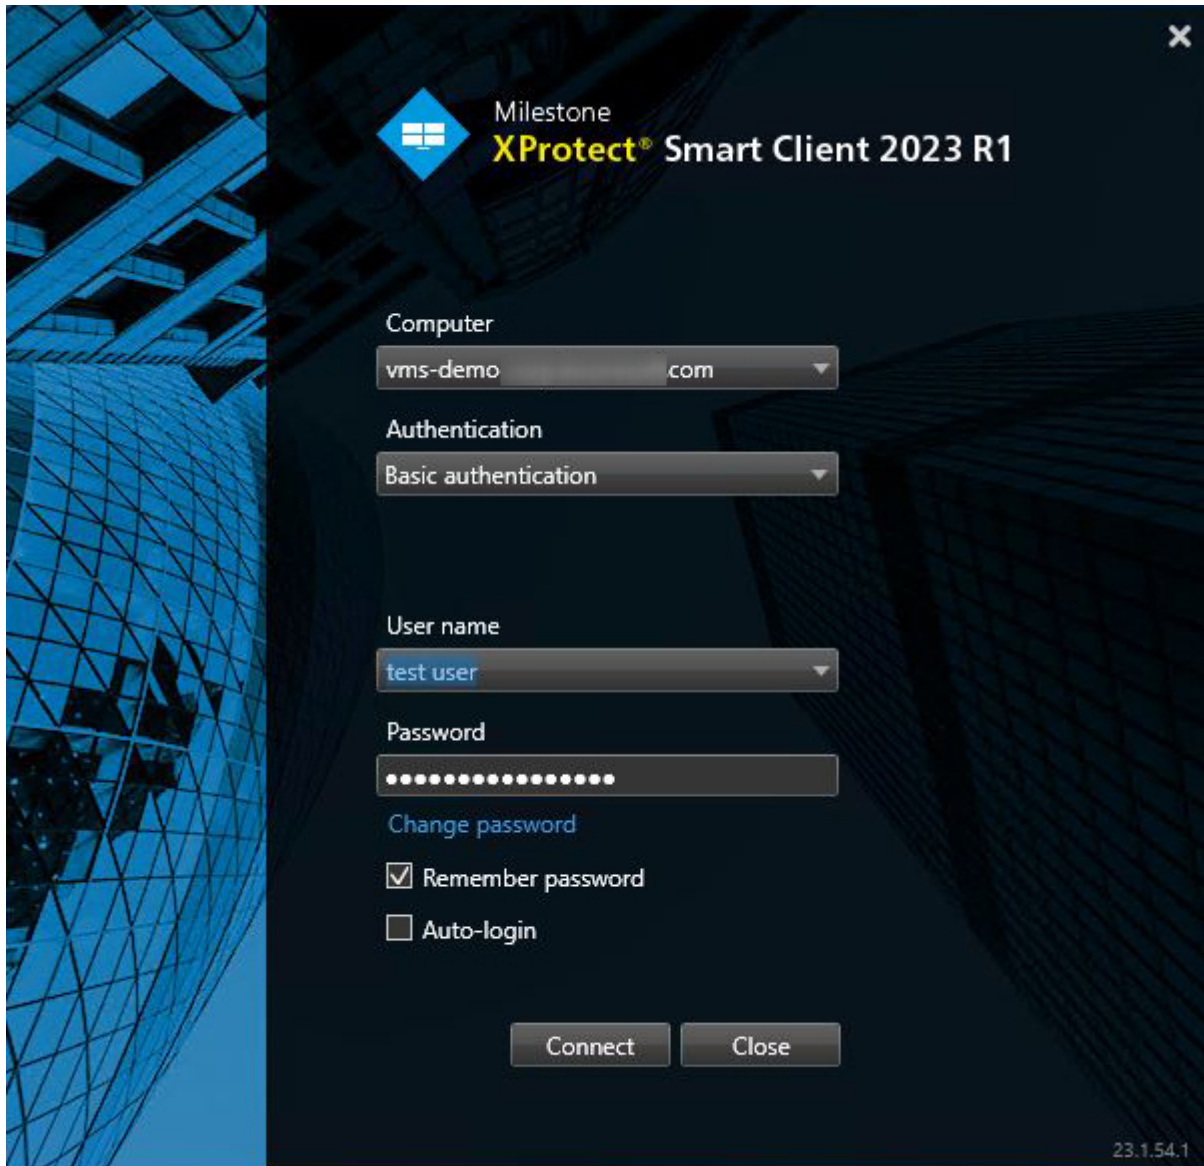 Milestone
XProtect® Smart Client 2023 R1
Computer
vms-demo .com
Authentication
Basic authentication
User name
test user
Password
••••••••••••••••
Change password
Remember password
Auto-login
Connect Close
23.1.54.1